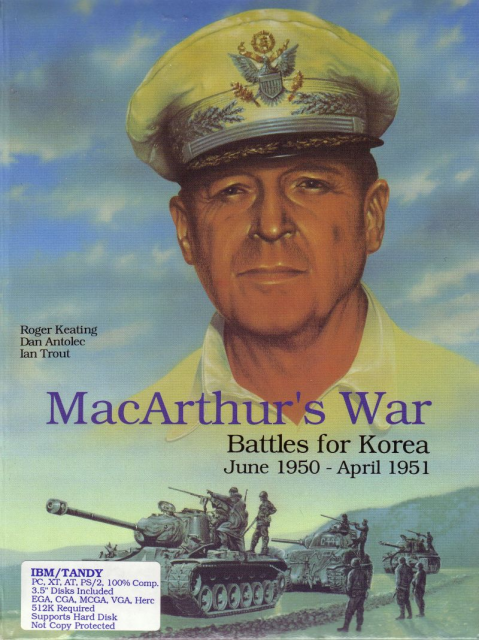 Roger Keating
Dan Antolec
Ian Trout
MacArthur's War
Battles for Korea
June 1950 - April 1951
IBM/TANDY
PC, XT, AT, PS/2, 100% Comp.
3.5" Disks Included
EGA, CGA, MCGA, VGA, Herc
512K Required
Supports Hard Disk
Not Copy Protected